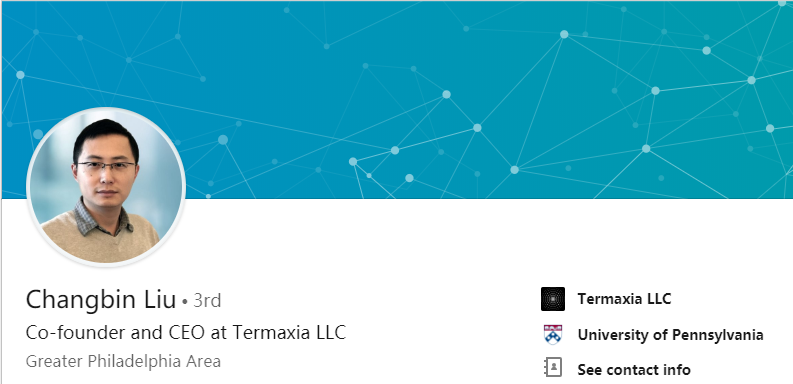 Changbin Liu • 3rd
Co-founder and CEO at Termaxia LLC
Greater Philadelphia Area
Termaxia LLC
University of Pennsylvania
See contact info